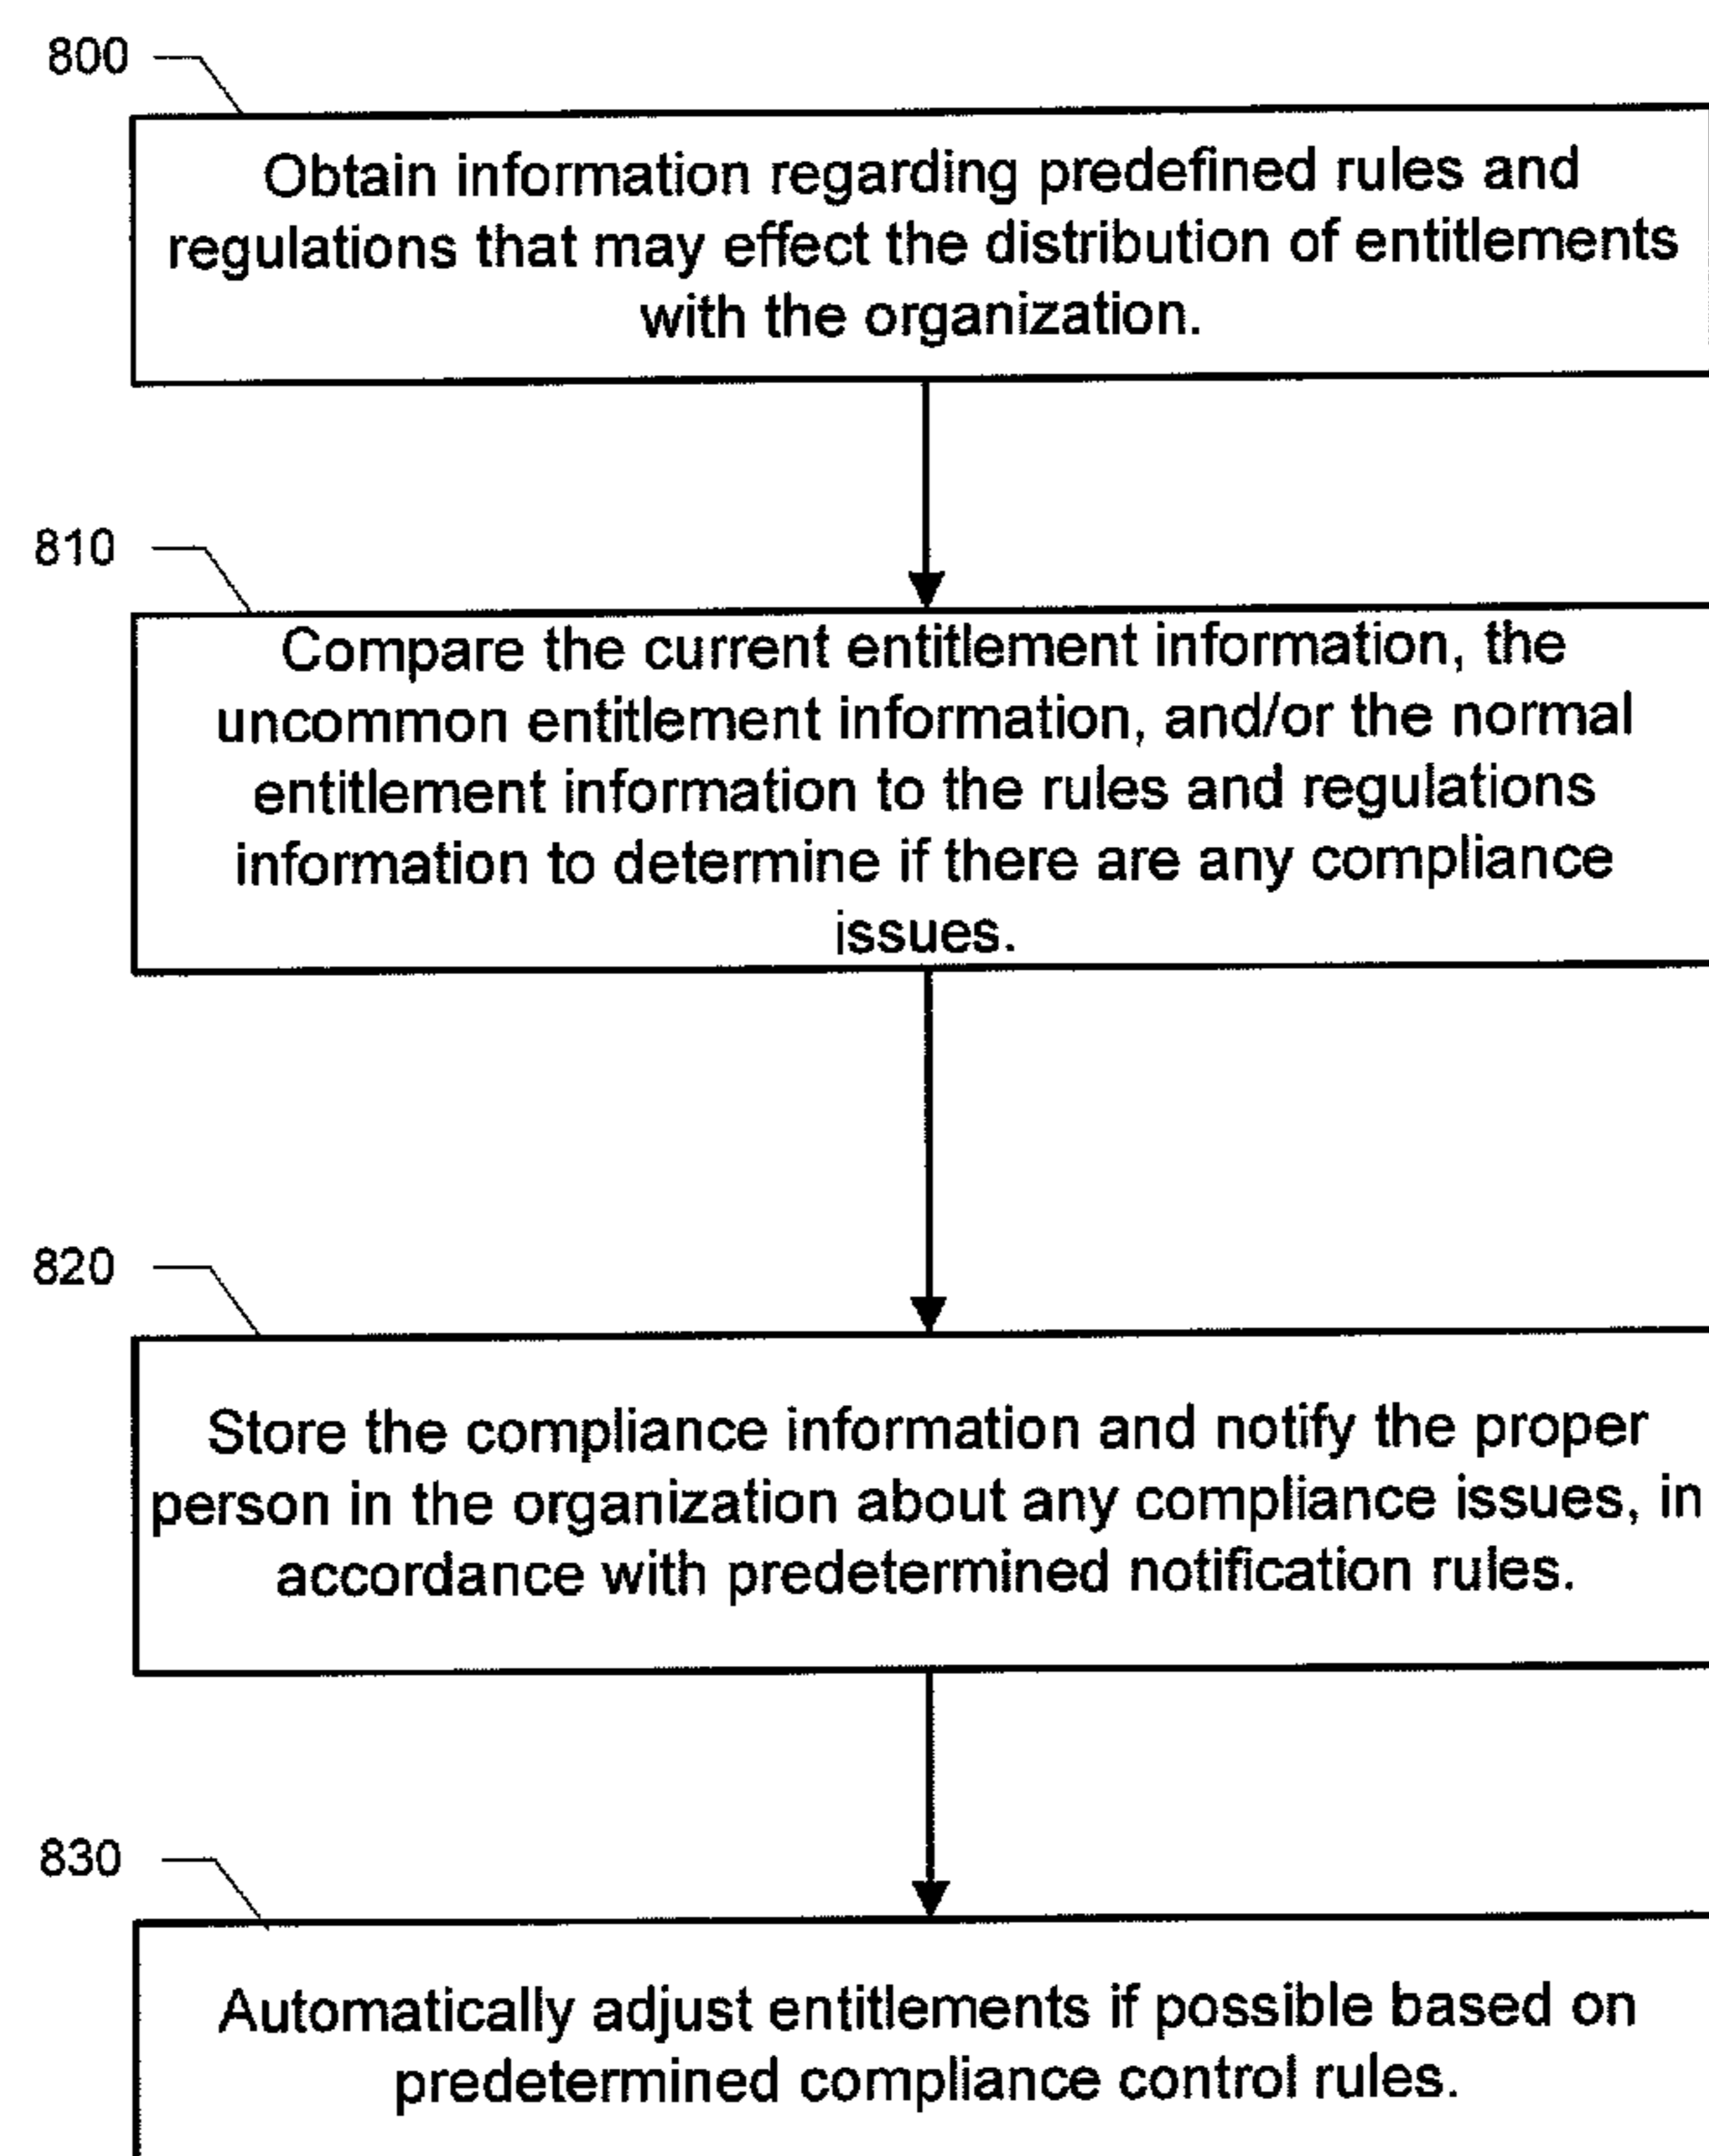 800
Obtain information regarding predefined rules and
regulations that may effect the distribution of entitlements
with the organization.
810
Compare the current entitlement information, the
uncommon entitlement information, and/or the normal
entitlement information to the rules and regulations
information to determine if there are any compliance
issues.
820
Store the compliance information and notify the proper
person in the organization about any compliance issues, in
accordance with predetermined notification rules.
830
Automatically adjust entitlements if possible based on
predetermined compliance control rules.